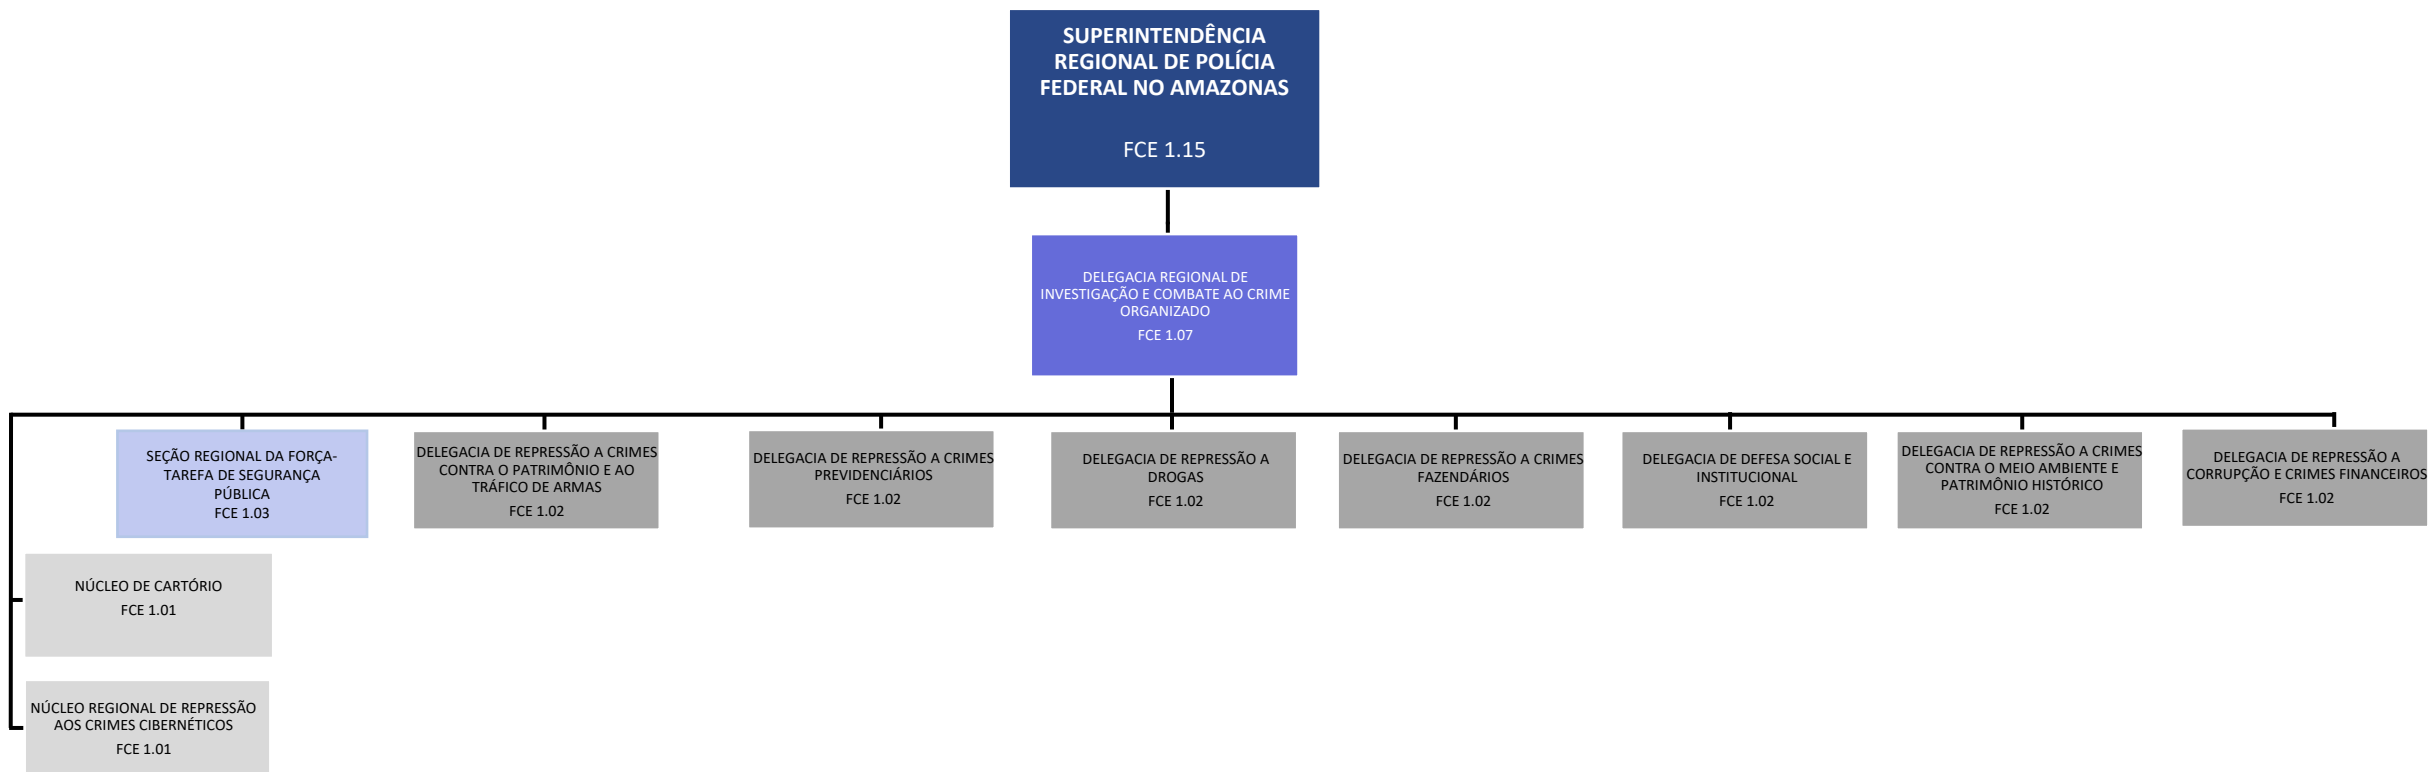 SUPERINTENDÊNCIA
REGIONAL DE POLÍCIA
FEDERAL NO AMAZONAS
FCE 1.15
DELEGACIA REGIONAL DE
INVESTIGAÇÃO E COMBATE AO CRIME
ORGANIZADO
FCE 1.07
SEÇÃO REGIONAL DA FORÇA-
TAREFA DE SEGURANÇA
PÚBLICA
FCE 1.03
DELEGACIA DE REPRESSÃO A CRIMES
CONTRA O PATRIMÔNIO E AO
TRÁFICO DE ARMAS
FCE 1.02
DELEGACIA DE REPRESSÃO A CRIMES
PREVIDENCIÁRIOS
FCE 1.02
DELEGACIA DE REPRESSÃO A
DROGAS
FCE 1.02
DELEGACIA DE REPRESSÃO A CRIMES
FAZENDÁRIOS
FCE 1.02
DELEGACIA DE DEFESA SOCIAL E
INSTITUCIONAL
FCE 1.02
DELEGACIA DE REPRESSÃO A CRIMES
CONTRA O MEIO AMBIENTE E
PATRIMÔNIO HISTÓRICO
FCE 1.02
DELEGACIA DE REPRESSÃO A
CORRUPÇÃO E CRIMES FINANCEIROS
FCE 1.02
NÚCLEO DE CARTÓRIO
FCE 1.01
NÚCLEO REGIONAL DE REPRESSÃO
AOS CRIMES CIBERNÉTICOS
FCE 1.01